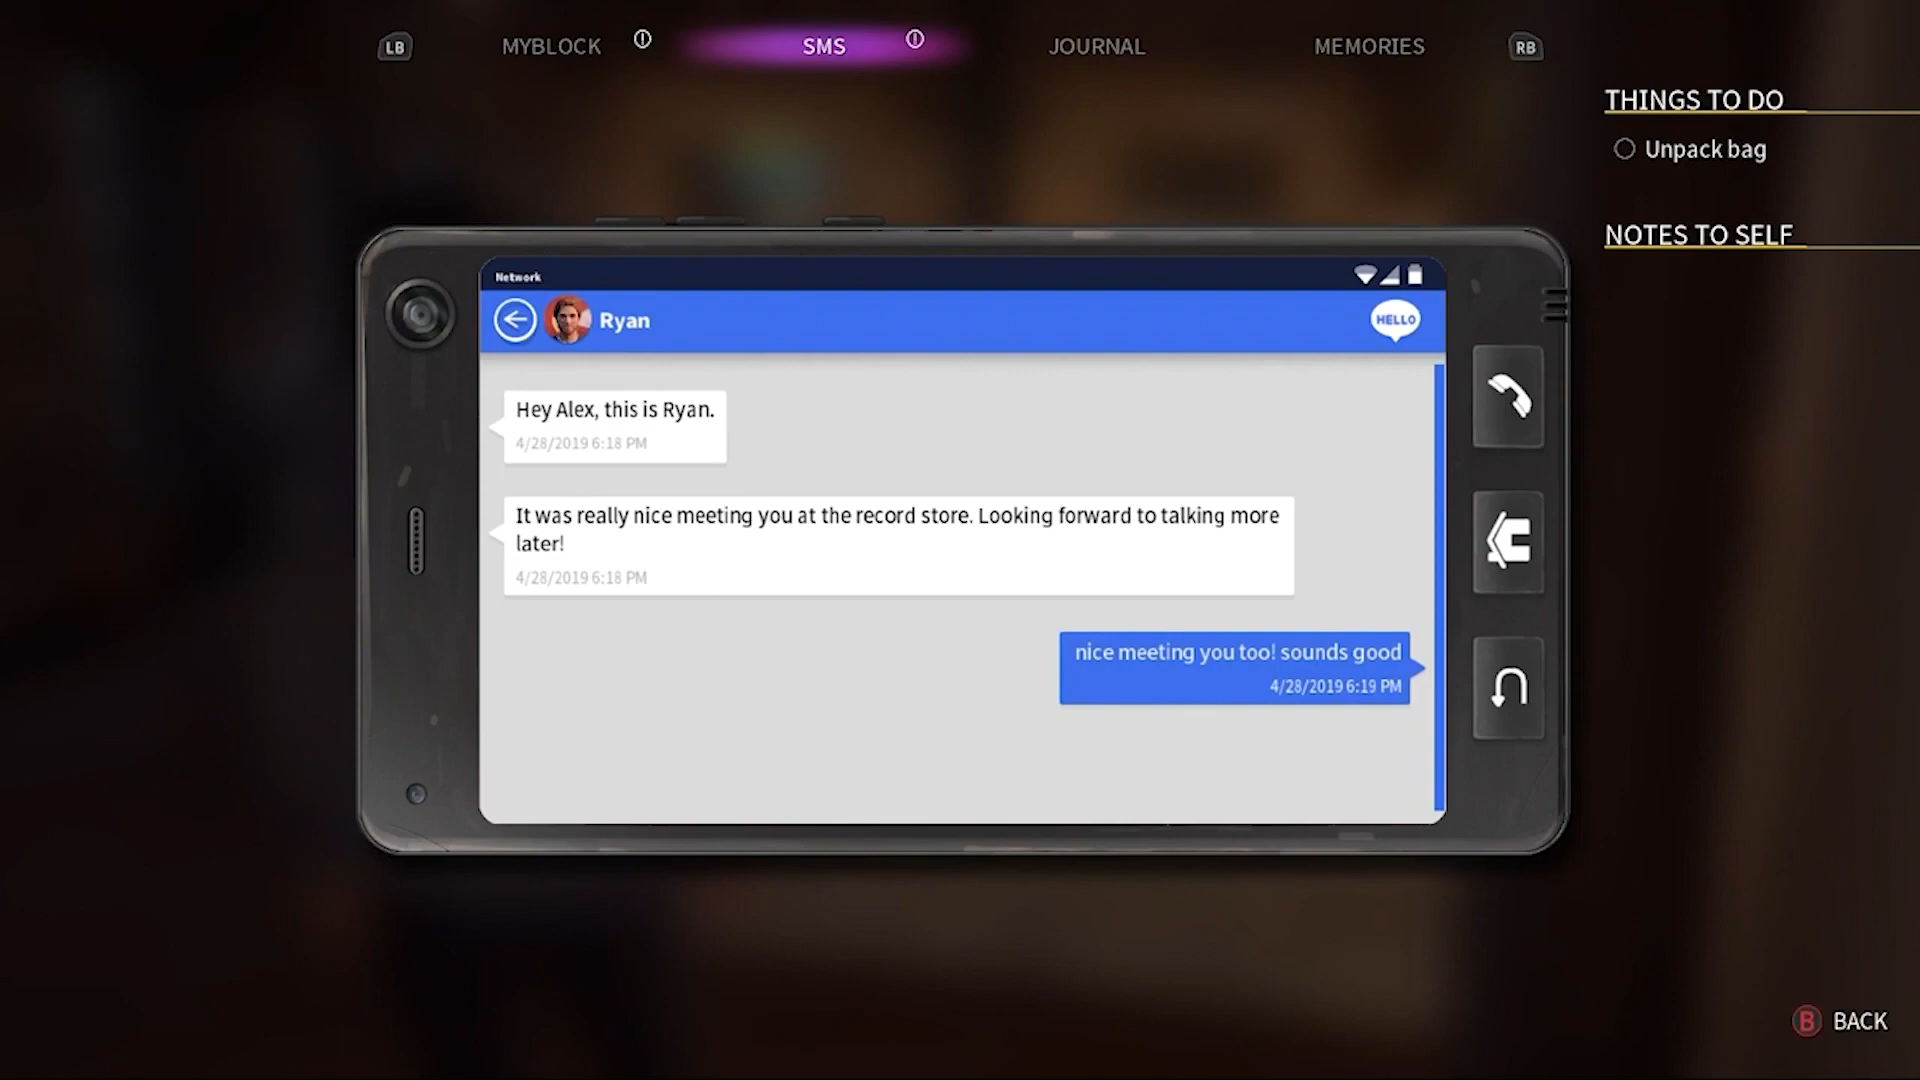 LB
MYBLOCK
SMS
JOURNAL
MEMORIES
RB
THINGS TO DO
Unpack bag
NOTES TO SELF
Network
Ryan
HELLO
Hey Alex, this is Ryan.
4/28/2019 6:18 PM
It was really nice meeting you at the record store. Looking forward to talking more
later!
4/28/2019 6:18 PM
nice meeting you too! sounds good
4/28/2019 6:19 PM
B BACK